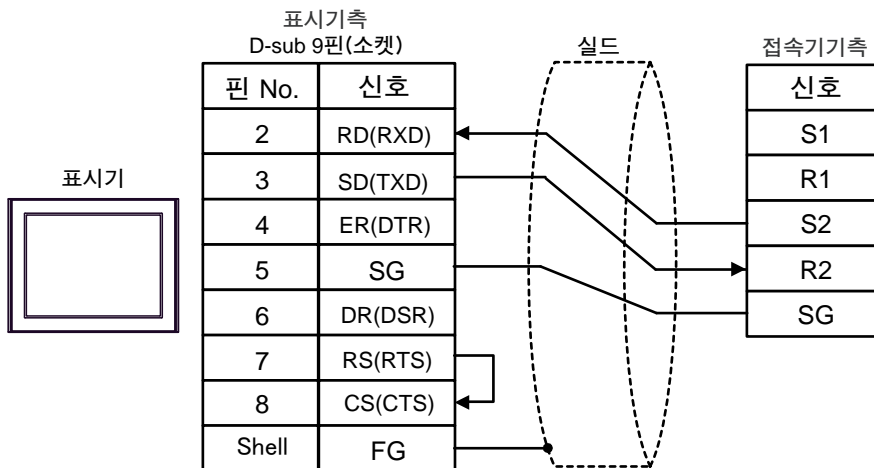 표시기측
D-sub 9핀(소켓)
실드
접속기기측
핀 No. 신호
신호
2 RD(RXD)
S1
표시기
3 SD(TXD)
R1
4 ER(DTR)
S2
5 SG
R2
6 DR(DSR)
SG
7 RS(RTS)
8 CS(CTS)
Shell FG